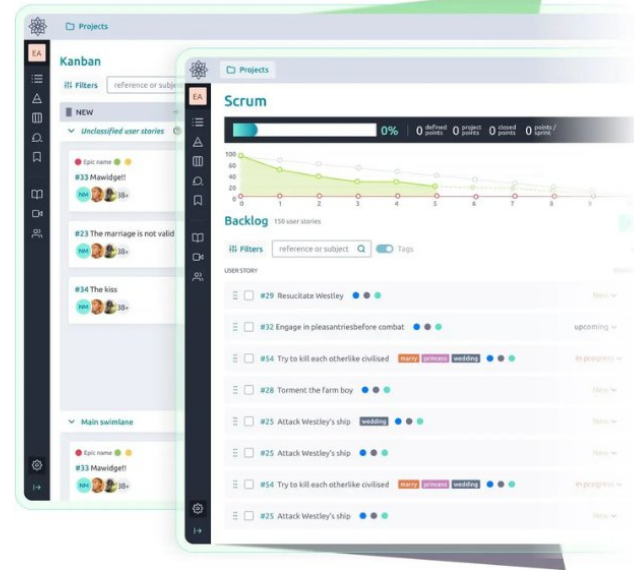 Projects
EA
Kanban
Filters
reference or subject
NEW
Unclassified user stories
Epic name
#33 Mawidge!!
NM
38+
#23 The marriage is not valid
NM
38+
#34 The kiss
NM
38+
Main swimlane
Epic name
#33 Mawidge!!
NM
38+
Projects
EA
Scrum
0% 0 defined points 0 project points 0 closed points 0 points / sprint
100
80
60
40
20
0
0 1 2 3 4 5 6 7 8 9
Backlog 150 user stories
Filters reference or subject Tags
USER STORY
#29 Resucitate Westley New
#32 Engage in pleasantriesbefore combat upcoming
#54 Try to kill each otherlike civilised marry princess wedding in progress
#28 Torment the farm boy New
#25 Attack Westley's ship wedding New
#25 Attack Westley's ship New
#54 Try to kill each otherlike civilised marry princess wedding in progress
#25 Attack Westley's ship New